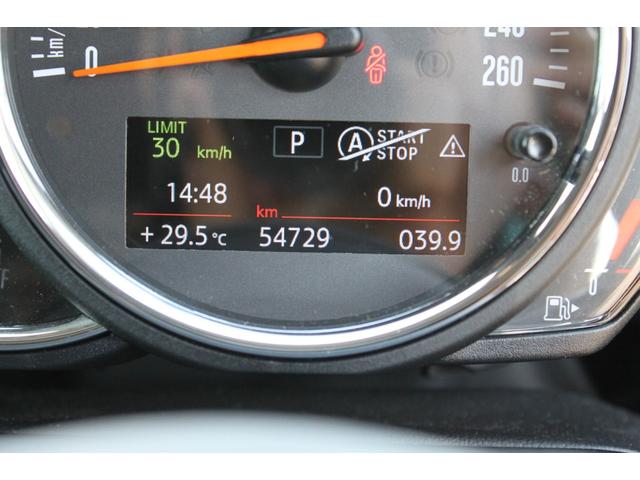 km/h
0
240
260
LIMIT
30 km/h
P
A START STOP
0.0
14:48
0 km/h
km
+ 29.5 °C 54729 039.9